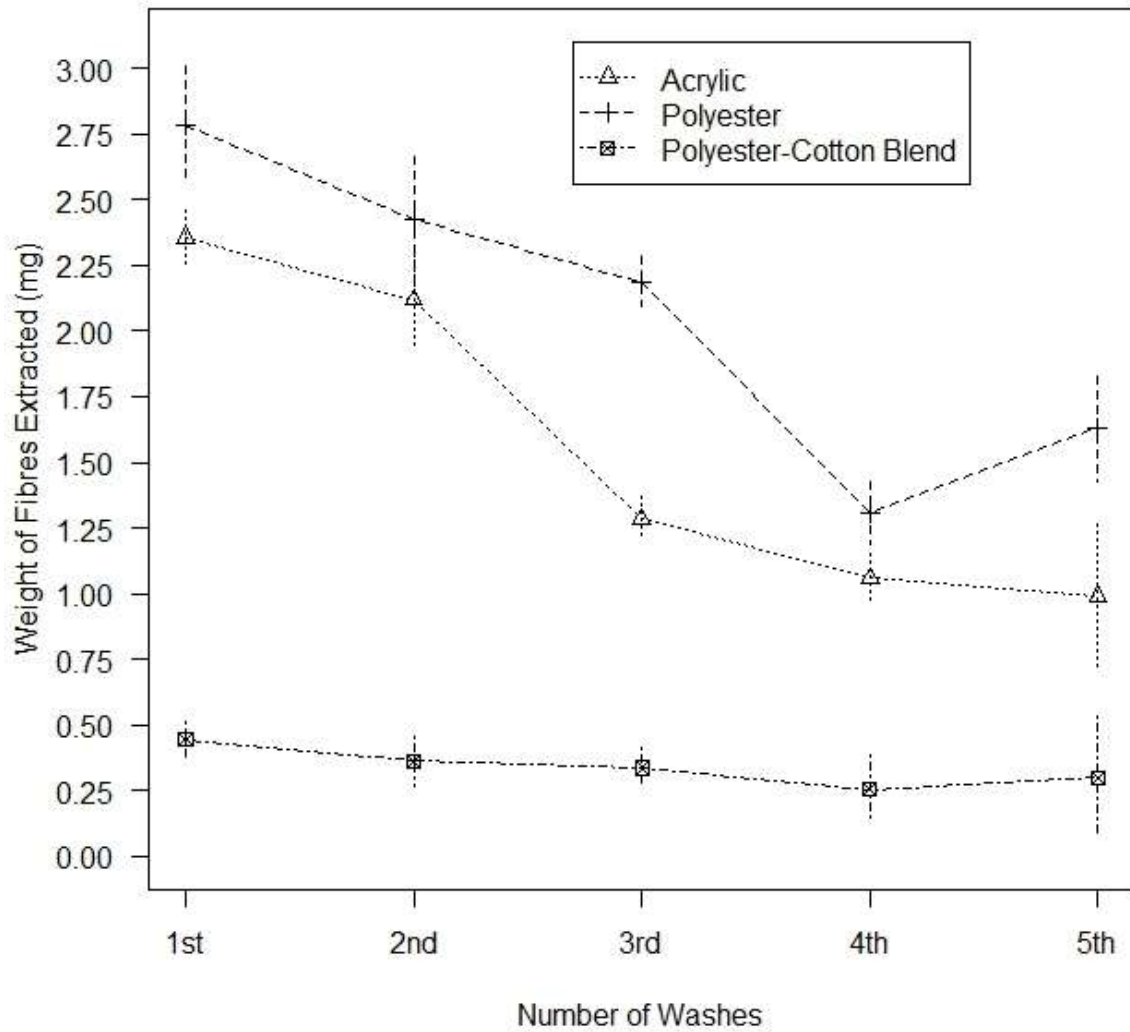 Weight of Fibres Extracted (mg)
3.00
2.75
2.50
2.25
2.00
1.75
1.50
1.25
1.00
0.75
0.50
0.25
0.00
Acrylic
Polyester
Polyester-Cotton Blend
1st 2nd 3rd 4th 5th
Number of Washes